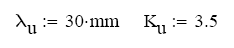 λu := 30·mm Ku := 3.5